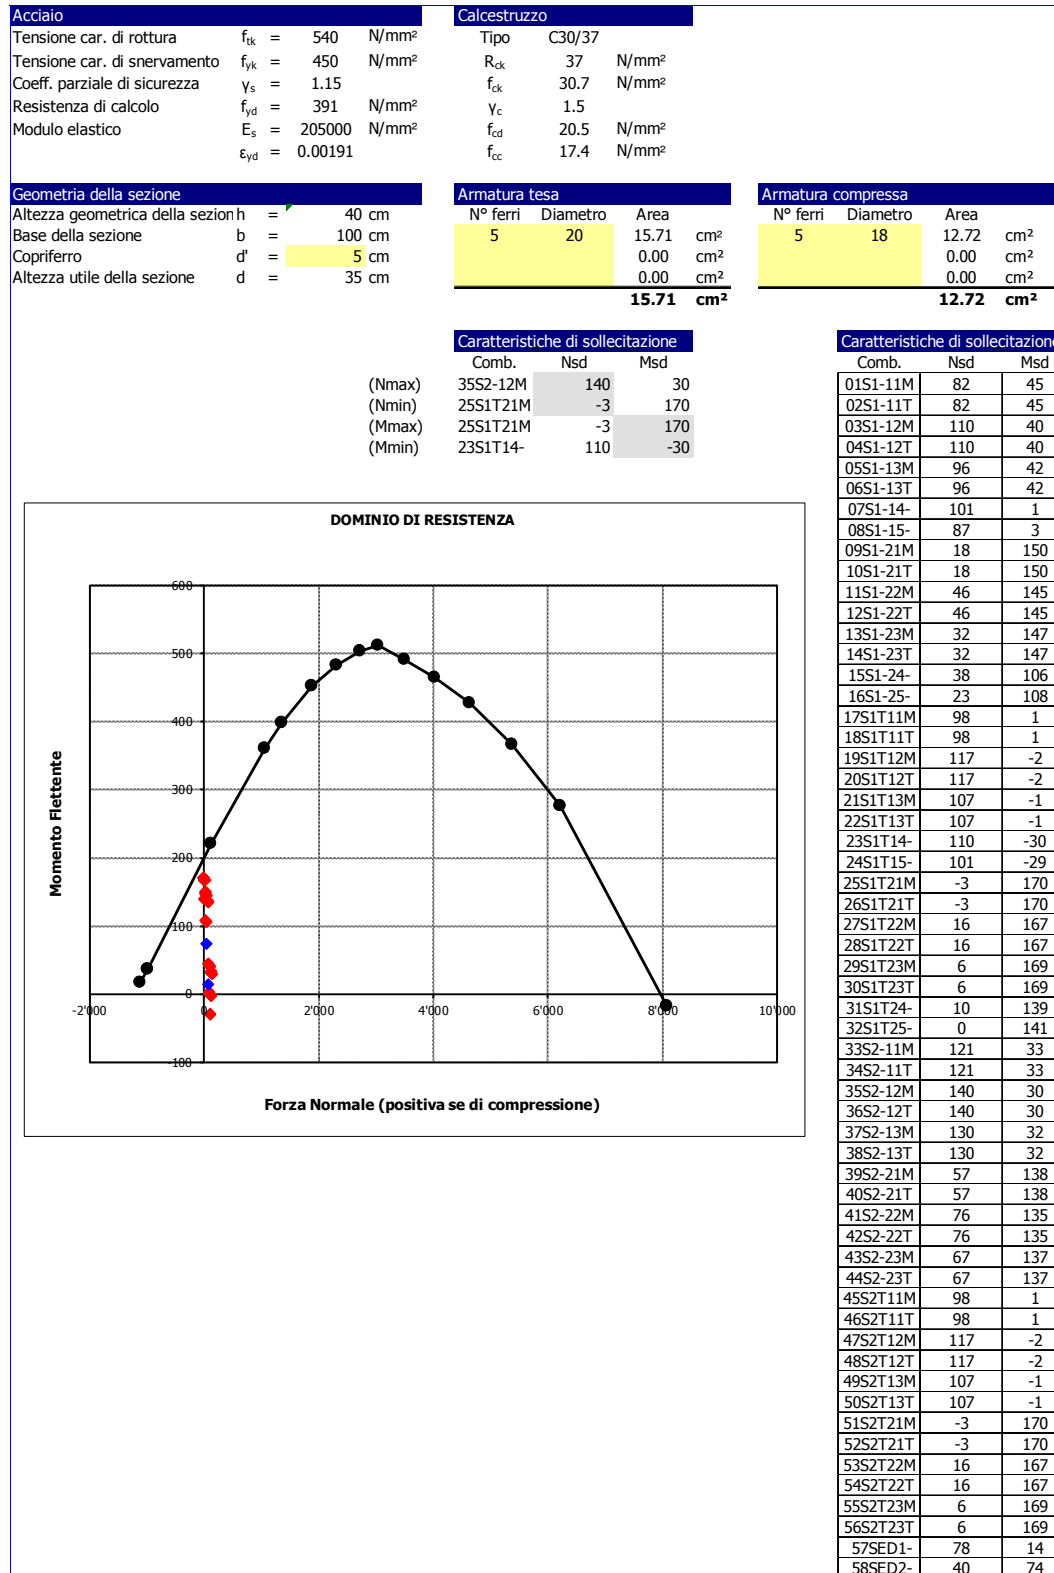 Acciaio
Tensione car. di rottura ftk = 540 N/mm²
Tensione car. di snervamento fyk = 450 N/mm²
Coeff. parziale di sicurezza γs = 1.15
Resistenza di calcolo fyd = 391 N/mm²
Modulo elastico Es = 205000 N/mm²
εyd = 0.00191
Calcestruzzo
Tipo C30/37
Rck 37 N/mm²
fck 30.7 N/mm²
γc 1.5
fcd 20.5 N/mm²
fcc 17.4 N/mm²
Geometria della sezione
Altezza geometrica della sezion h = 40 cm
Base della sezione b = 100 cm
Copriferro d' = 5 cm
Altezza utile della sezione d = 35 cm
Armatura tesa
N° ferri Diametro Area
5 20 15.71 cm²
0.00 cm²
0.00 cm²
15.71 cm²
Armatura compressa
N° ferri Diametro Area
5 18 12.72 cm²
0.00 cm²
0.00 cm²
12.72 cm²
Caratteristiche di sollecitazione
Comb. Nsd Msd
(Nmax) 35S2-12M 140 30
(Nmin) 25S1T21M -3 170
(Mmax) 25S1T21M -3 170
(Mmin) 23S1T14- 110 -30
DOMINIO DI RESISTENZA
600
500
400
300
200
100
0
-100
-2'000 0 2'000 4'000 6'000 8'000 10'000
Momento Flettente
Forza Normale (positiva se di compressione)
Caratteristiche di sollecitazione
Comb. Nsd Msd
01S1-11M 82 45
02S1-11T 82 45
03S1-12M 110 40
04S1-12T 110 40
05S1-13M 96 42
06S1-13T 96 42
07S1-14- 101 1
08S1-15- 87 3
09S1-21M 18 150
10S1-21T 18 150
11S1-22M 46 145
12S1-22T 46 145
13S1-23M 32 147
14S1-23T 32 147
15S1-24- 38 106
16S1-25- 23 108
17S1T11M 98 1
18S1T11T 98 1
19S1T12M 117 -2
20S1T12T 117 -2
21S1T13M 107 -1
22S1T13T 107 -1
23S1T14- 110 -30
24S1T15- 101 -29
25S1T21M -3 170
26S1T21T -3 170
27S1T22M 16 167
28S1T22T 16 167
29S1T23M 6 169
30S1T23T 6 169
31S1T24- 10 139
32S1T25- 0 141
33S2-11M 121 33
34S2-11T 121 33
35S2-12M 140 30
36S2-12T 140 30
37S2-13M 130 32
38S2-13T 130 32
39S2-21M 57 138
40S2-21T 57 138
41S2-22M 76 135
42S2-22T 76 135
43S2-23M 67 137
44S2-23T 67 137
45S2T11M 98 1
46S2T11T 98 1
47S2T12M 117 -2
48S2T12T 117 -2
49S2T13M 107 -1
50S2T13T 107 -1
51S2T21M -3 170
52S2T21T -3 170
53S2T22M 16 167
54S2T22T 16 167
55S2T23M 6 169
56S2T23T 6 169
57SED1- 78 14
58SED2- 40 74